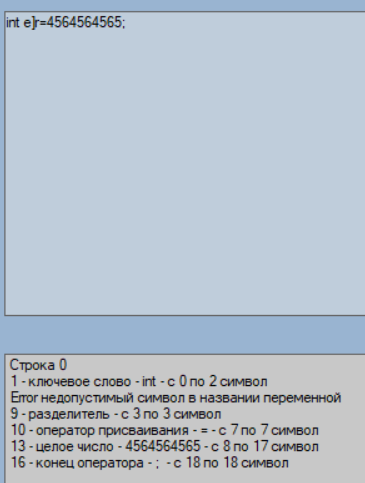 int e]r=4564564565;
Строка 0
1 - ключевое слово - int - с 0 по 2 символ
Error недопустимый символ в названии переменной
9 - разделитель - с 3 по 3 символ
10 - оператор присваивания - = - с 7 по 7 символ
13 - целое число - 4564564565 - с 8 по 17 символ
16 - конец оператора - ; - с 18 по 18 символ